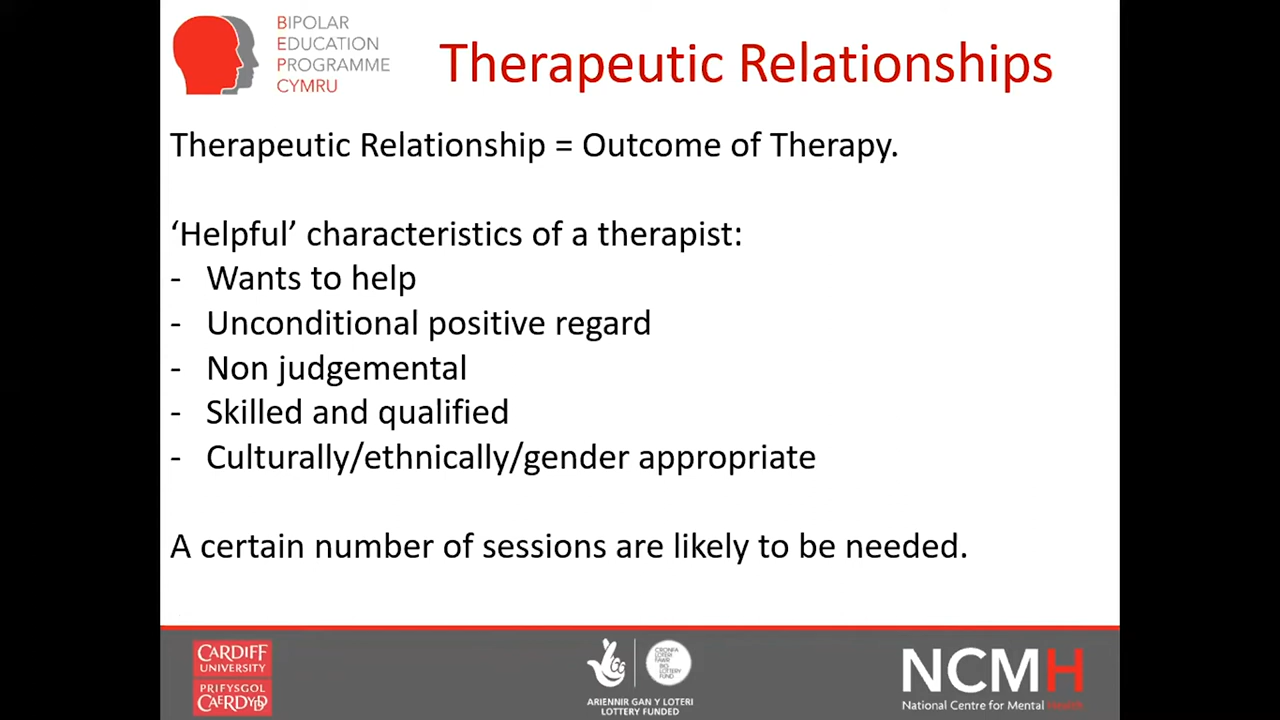 BIPOLAR
EDUCATION
PROGRAMME
CYMRU
Therapeutic Relationships
Therapeutic Relationship = Outcome of Therapy.
‘Helpful’ characteristics of a therapist:
- Wants to help
- Unconditional positive regard
- Non judgemental
- Skilled and qualified
- Culturally/ethnically/gender appropriate
A certain number of sessions are likely to be needed.
CARDIFF
UNIVERSITY
PRIFYSGOL
CAERDYDD
CRONFA
LOTERI
FAWR
BIG
LOTTERY
FUND
ARIENNIR GAN Y LOTERI
LOTTERY FUNDED
NCMH
National Centre for Mental Health